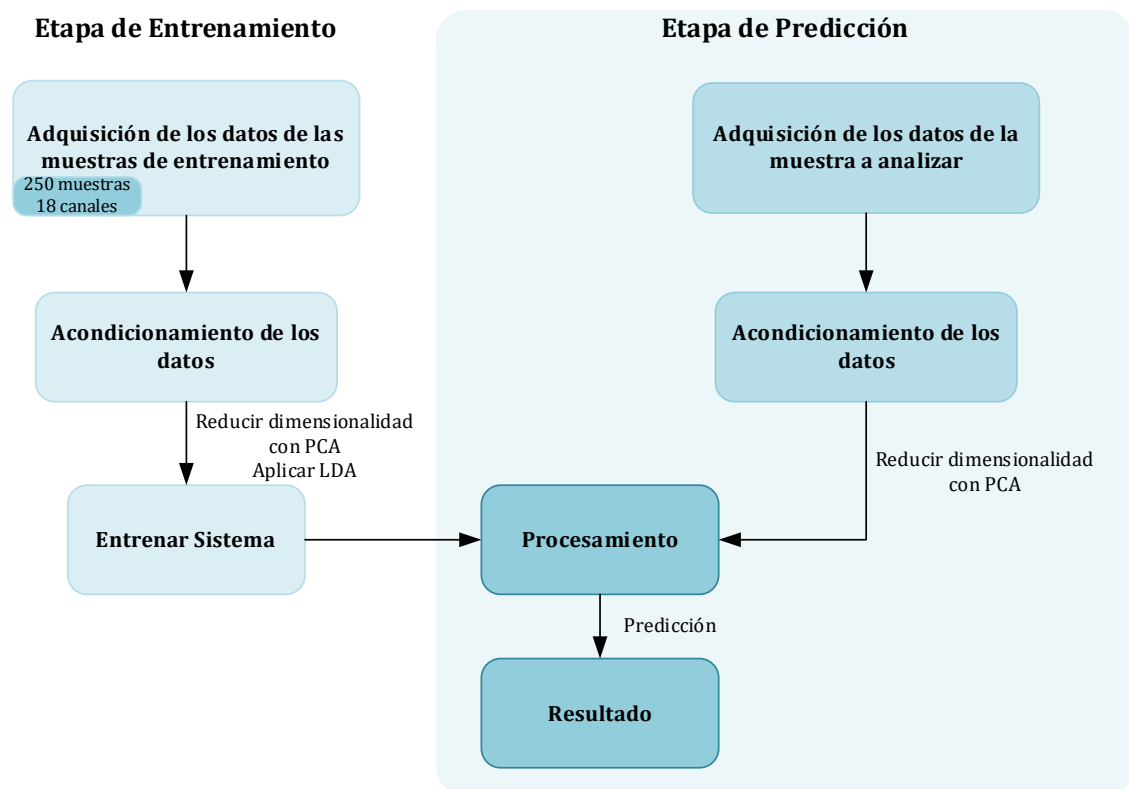 Etapa de Entrenamiento
Adquisición de los datos de las
muestras de entrenamiento
250 muestras
18 canales
Acondicionamiento de los
datos
Reducir dimensionalidad
con PCA
Aplicar LDA
Entrenar Sistema
Etapa de Predicción
Adquisición de los datos de la
muestra a analizar
Acondicionamiento de los
datos
Reducir dimensionalidad
con PCA
Procesamiento
Predicción
Resultado